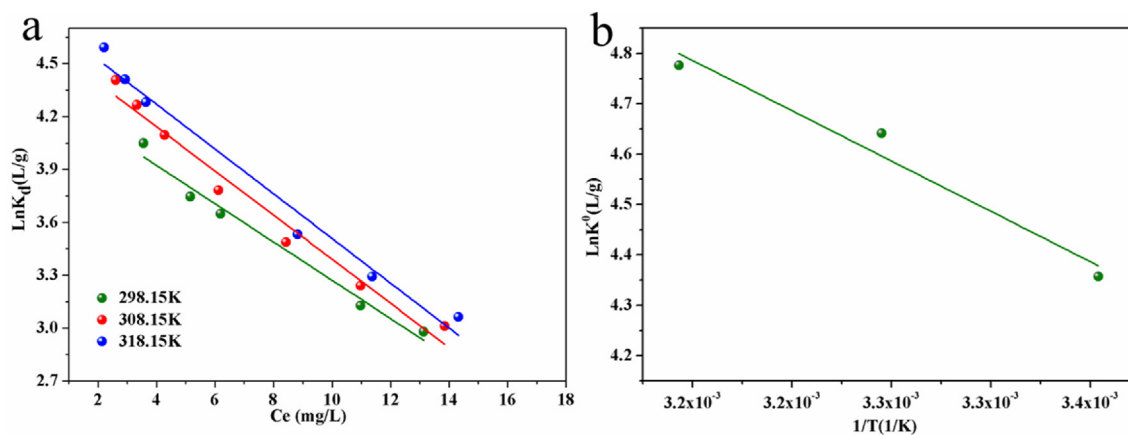 a
LnK_d(L/g)
4.5
4.2
3.9
3.6
3.3
3.0
2.7
298.15K
308.15K
318.15K
2 4 6 8 10 12 14 16 18
Ce (mg/L)
b
LnK⁰(L/g)
4.8
4.7
4.6
4.5
4.4
4.3
4.2
3.2x10⁻³ 3.2x10⁻³ 3.3x10⁻³ 3.3x10⁻³ 3.4x10⁻³
1/T(1/K)